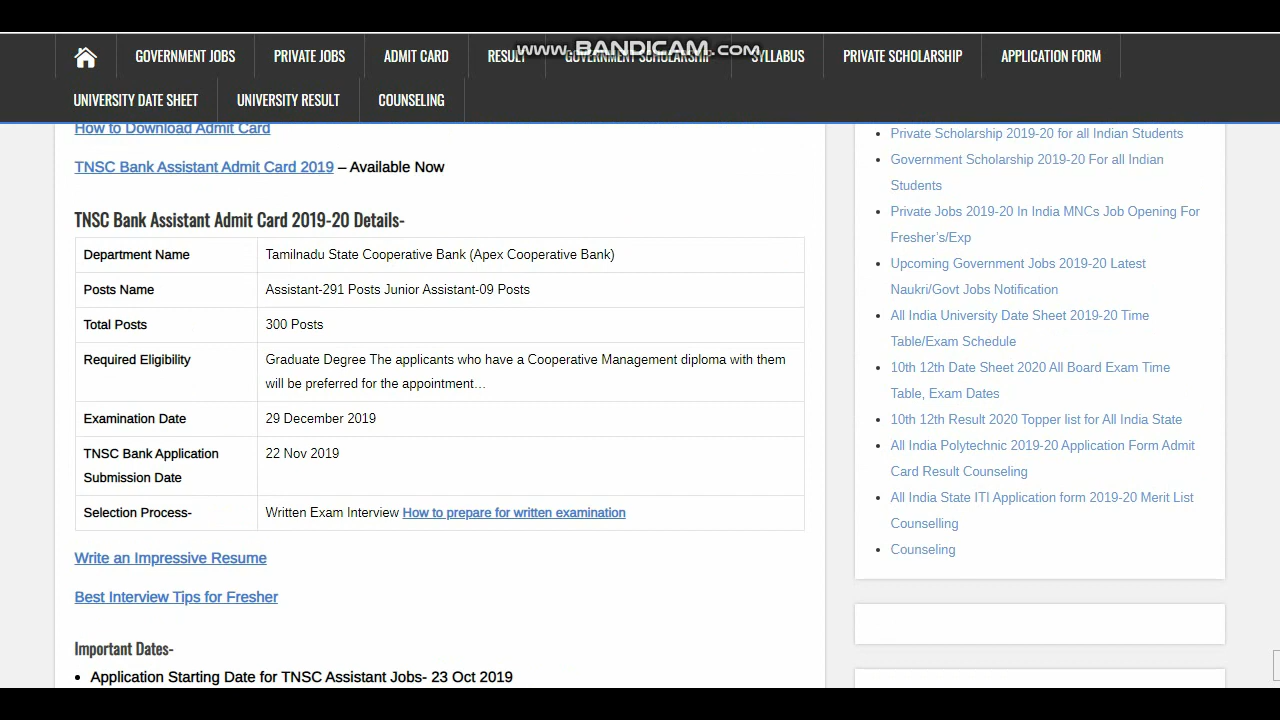 www.BANDICAM.com
GOVERNMENT JOBS PRIVATE JOBS ADMIT CARD RESULT GOVERNMENT SCHOLARSHIP SYLLABUS PRIVATE SCHOLARSHIP APPLICATION FORM
UNIVERSITY DATE SHEET UNIVERSITY RESULT COUNSELING
How to Download Admit Card
TNSC Bank Assistant Admit Card 2019 – Available Now
TNSC Bank Assistant Admit Card 2019-20 Details-
Department Name Tamilnadu State Cooperative Bank (Apex Cooperative Bank)
Posts Name Assistant-291 Posts Junior Assistant-09 Posts
Total Posts 300 Posts
Required Eligibility Graduate Degree The applicants who have a Cooperative Management diploma with them
will be preferred for the appointment…
Examination Date 29 December 2019
TNSC Bank Application 22 Nov 2019
Submission Date
Selection Process- Written Exam Interview How to prepare for written examination
Write an Impressive Resume
Best Interview Tips for Fresher
Important Dates-
• Application Starting Date for TNSC Assistant Jobs- 23 Oct 2019
• Private Scholarship 2019-20 for all Indian Students
• Government Scholarship 2019-20 For all Indian
Students
• Private Jobs 2019-20 In India MNCs Job Opening For
Fresher's/Exp
• Upcoming Government Jobs 2019-20 Latest
Naukri/Govt Jobs Notification
• All India University Date Sheet 2019-20 Time
Table/Exam Schedule
• 10th 12th Date Sheet 2020 All Board Exam Time
Table, Exam Dates
• 10th 12th Result 2020 Topper list for All India State
• All India Polytechnic 2019-20 Application Form Admit
Card Result Counseling
• All India State ITI Application form 2019-20 Merit List
Counselling
• Counseling